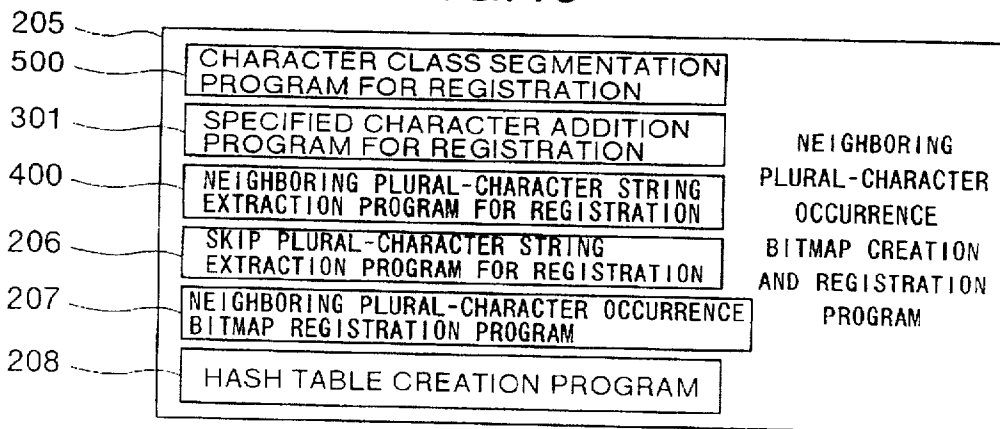 205
500
CHARACTER CLASS SEGMENTATION
PROGRAM FOR REGISTRATION
301
SPECIFIED CHARACTER ADDITION
PROGRAM FOR REGISTRATION
400
NEIGHBORING PLURAL-CHARACTER STRING
EXTRACTION PROGRAM FOR REGISTRATION
206
SKIP PLURAL-CHARACTER STRING
EXTRACTION PROGRAM FOR REGISTRATION
207
NEIGHBORING PLURAL-CHARACTER OCCURRENCE
BITMAP REGISTRATION PROGRAM
208
HASH TABLE CREATION PROGRAM
NEIGHBORING
PLURAL-CHARACTER
OCCURRENCE
BITMAP CREATION
AND REGISTRATION
PROGRAM